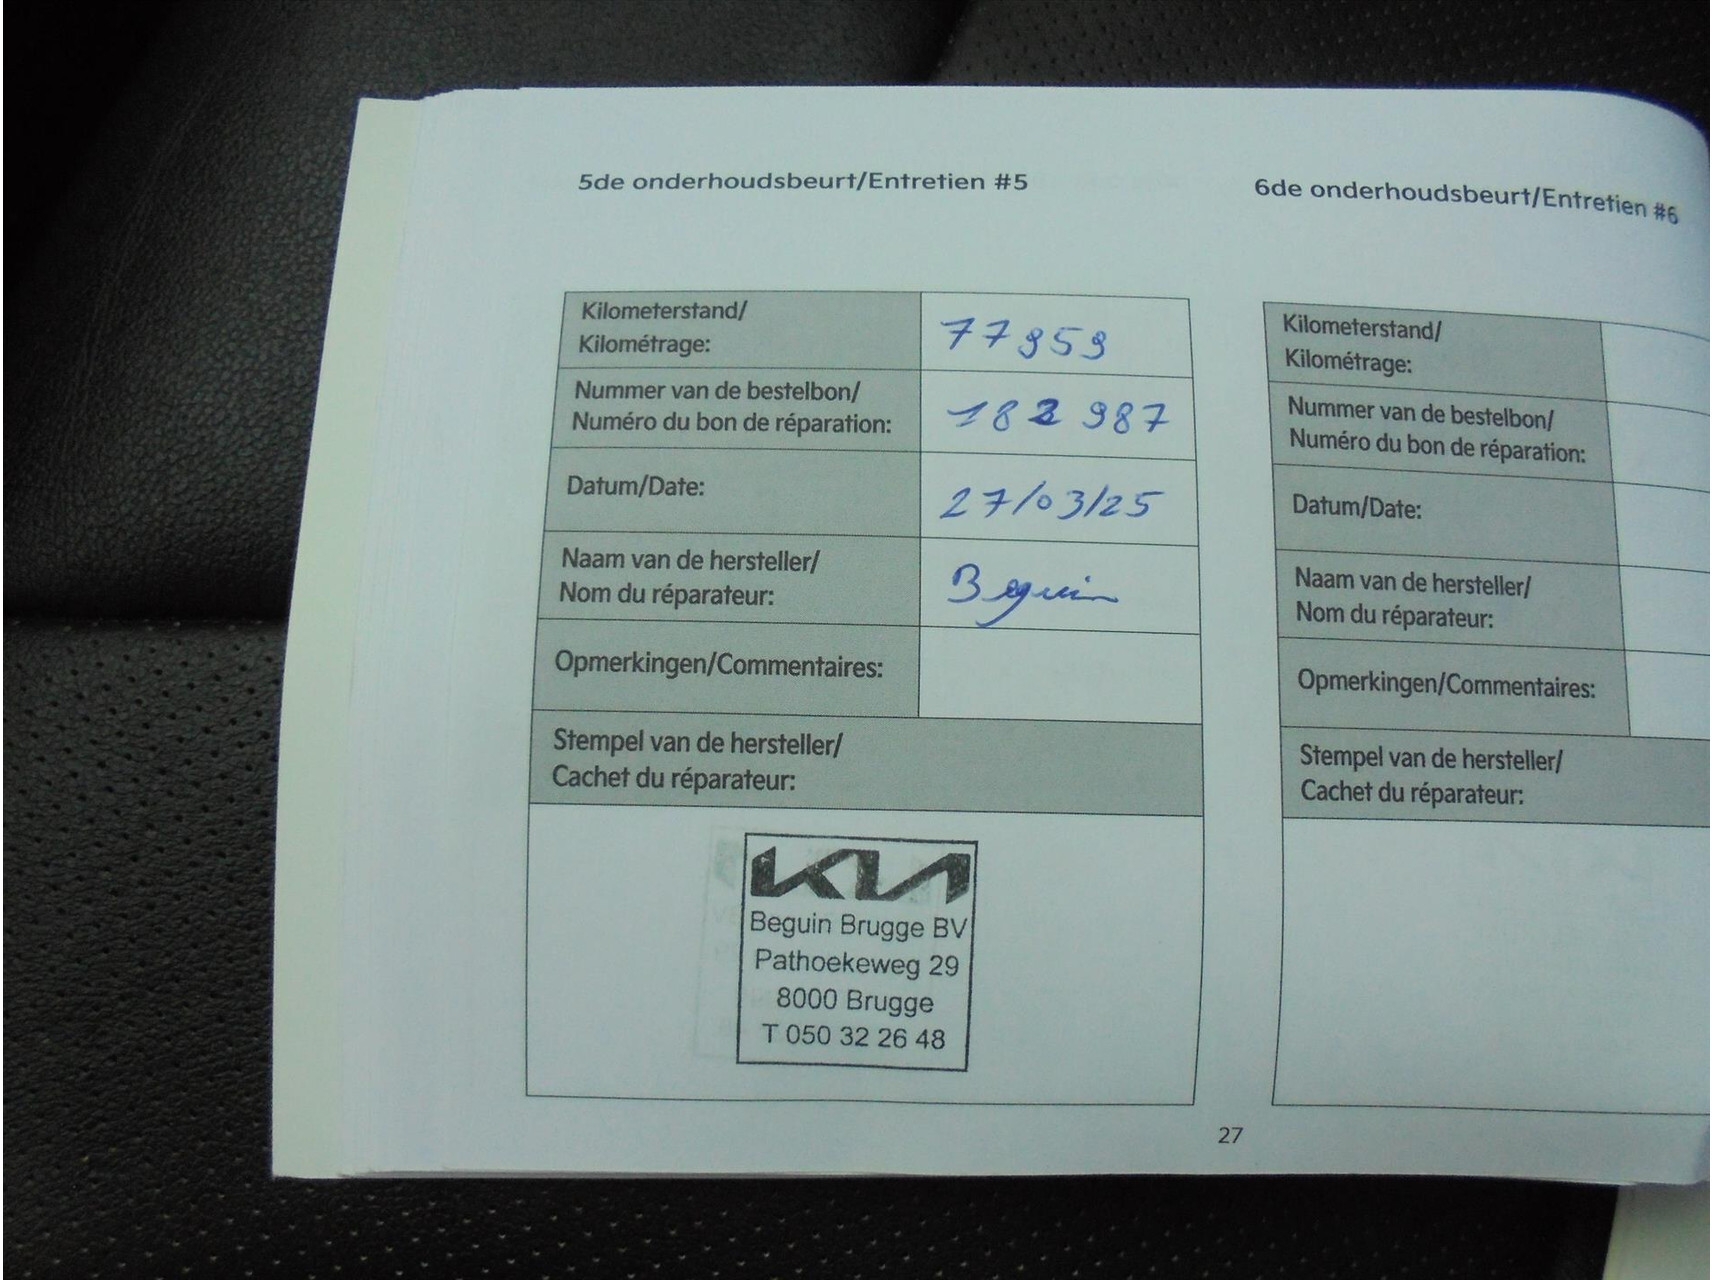 5de onderhoudsbeurt/Entretien #5
Kilometerstand/
Kilométrage:
77959
Nummer van de bestelbon/
Numéro du bon de réparation:
182 987
Datum/Date:
27/03/25
Naam van de hersteller/
Nom du réparateur:
Beguin
Opmerkingen/Commentaires:
Stempel van de hersteller/
Cachet du réparateur:
KIA
Beguin Brugge BV
Pathoekeweg 29
8000 Brugge
T 050 32 26 48
6de onderhoudsbeurt/Entretien #6
Kilometerstand/
Kilométrage:
Nummer van de bestelbon/
Numéro du bon de réparation:
Datum/Date:
Naam van de hersteller/
Nom du réparateur:
Opmerkingen/Commentaires:
Stempel van de hersteller/
Cachet du réparateur:
27